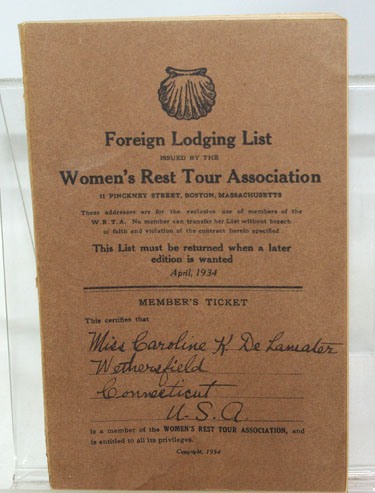 Foreign Lodging List
ISSUED BY THE
Women's Rest Tour Association
11 PINCKNEY STREET, BOSTON, MASSACHUSETTS
These addresses are for the exclusive use of members of the
W.R.T.A. No member can transfer her List without breach
of faith and violation of the contract herein specified
This List must be returned when a later
edition is wanted
April, 1934
MEMBER'S TICKET
This certifies that
Miss Caroline K De Lamater
Wethersfield
Connecticut
U-S.A
is a member of the WOMEN'S REST TOUR ASSOCIATION, and
is entitled to all its privileges.
Copyright, 1934